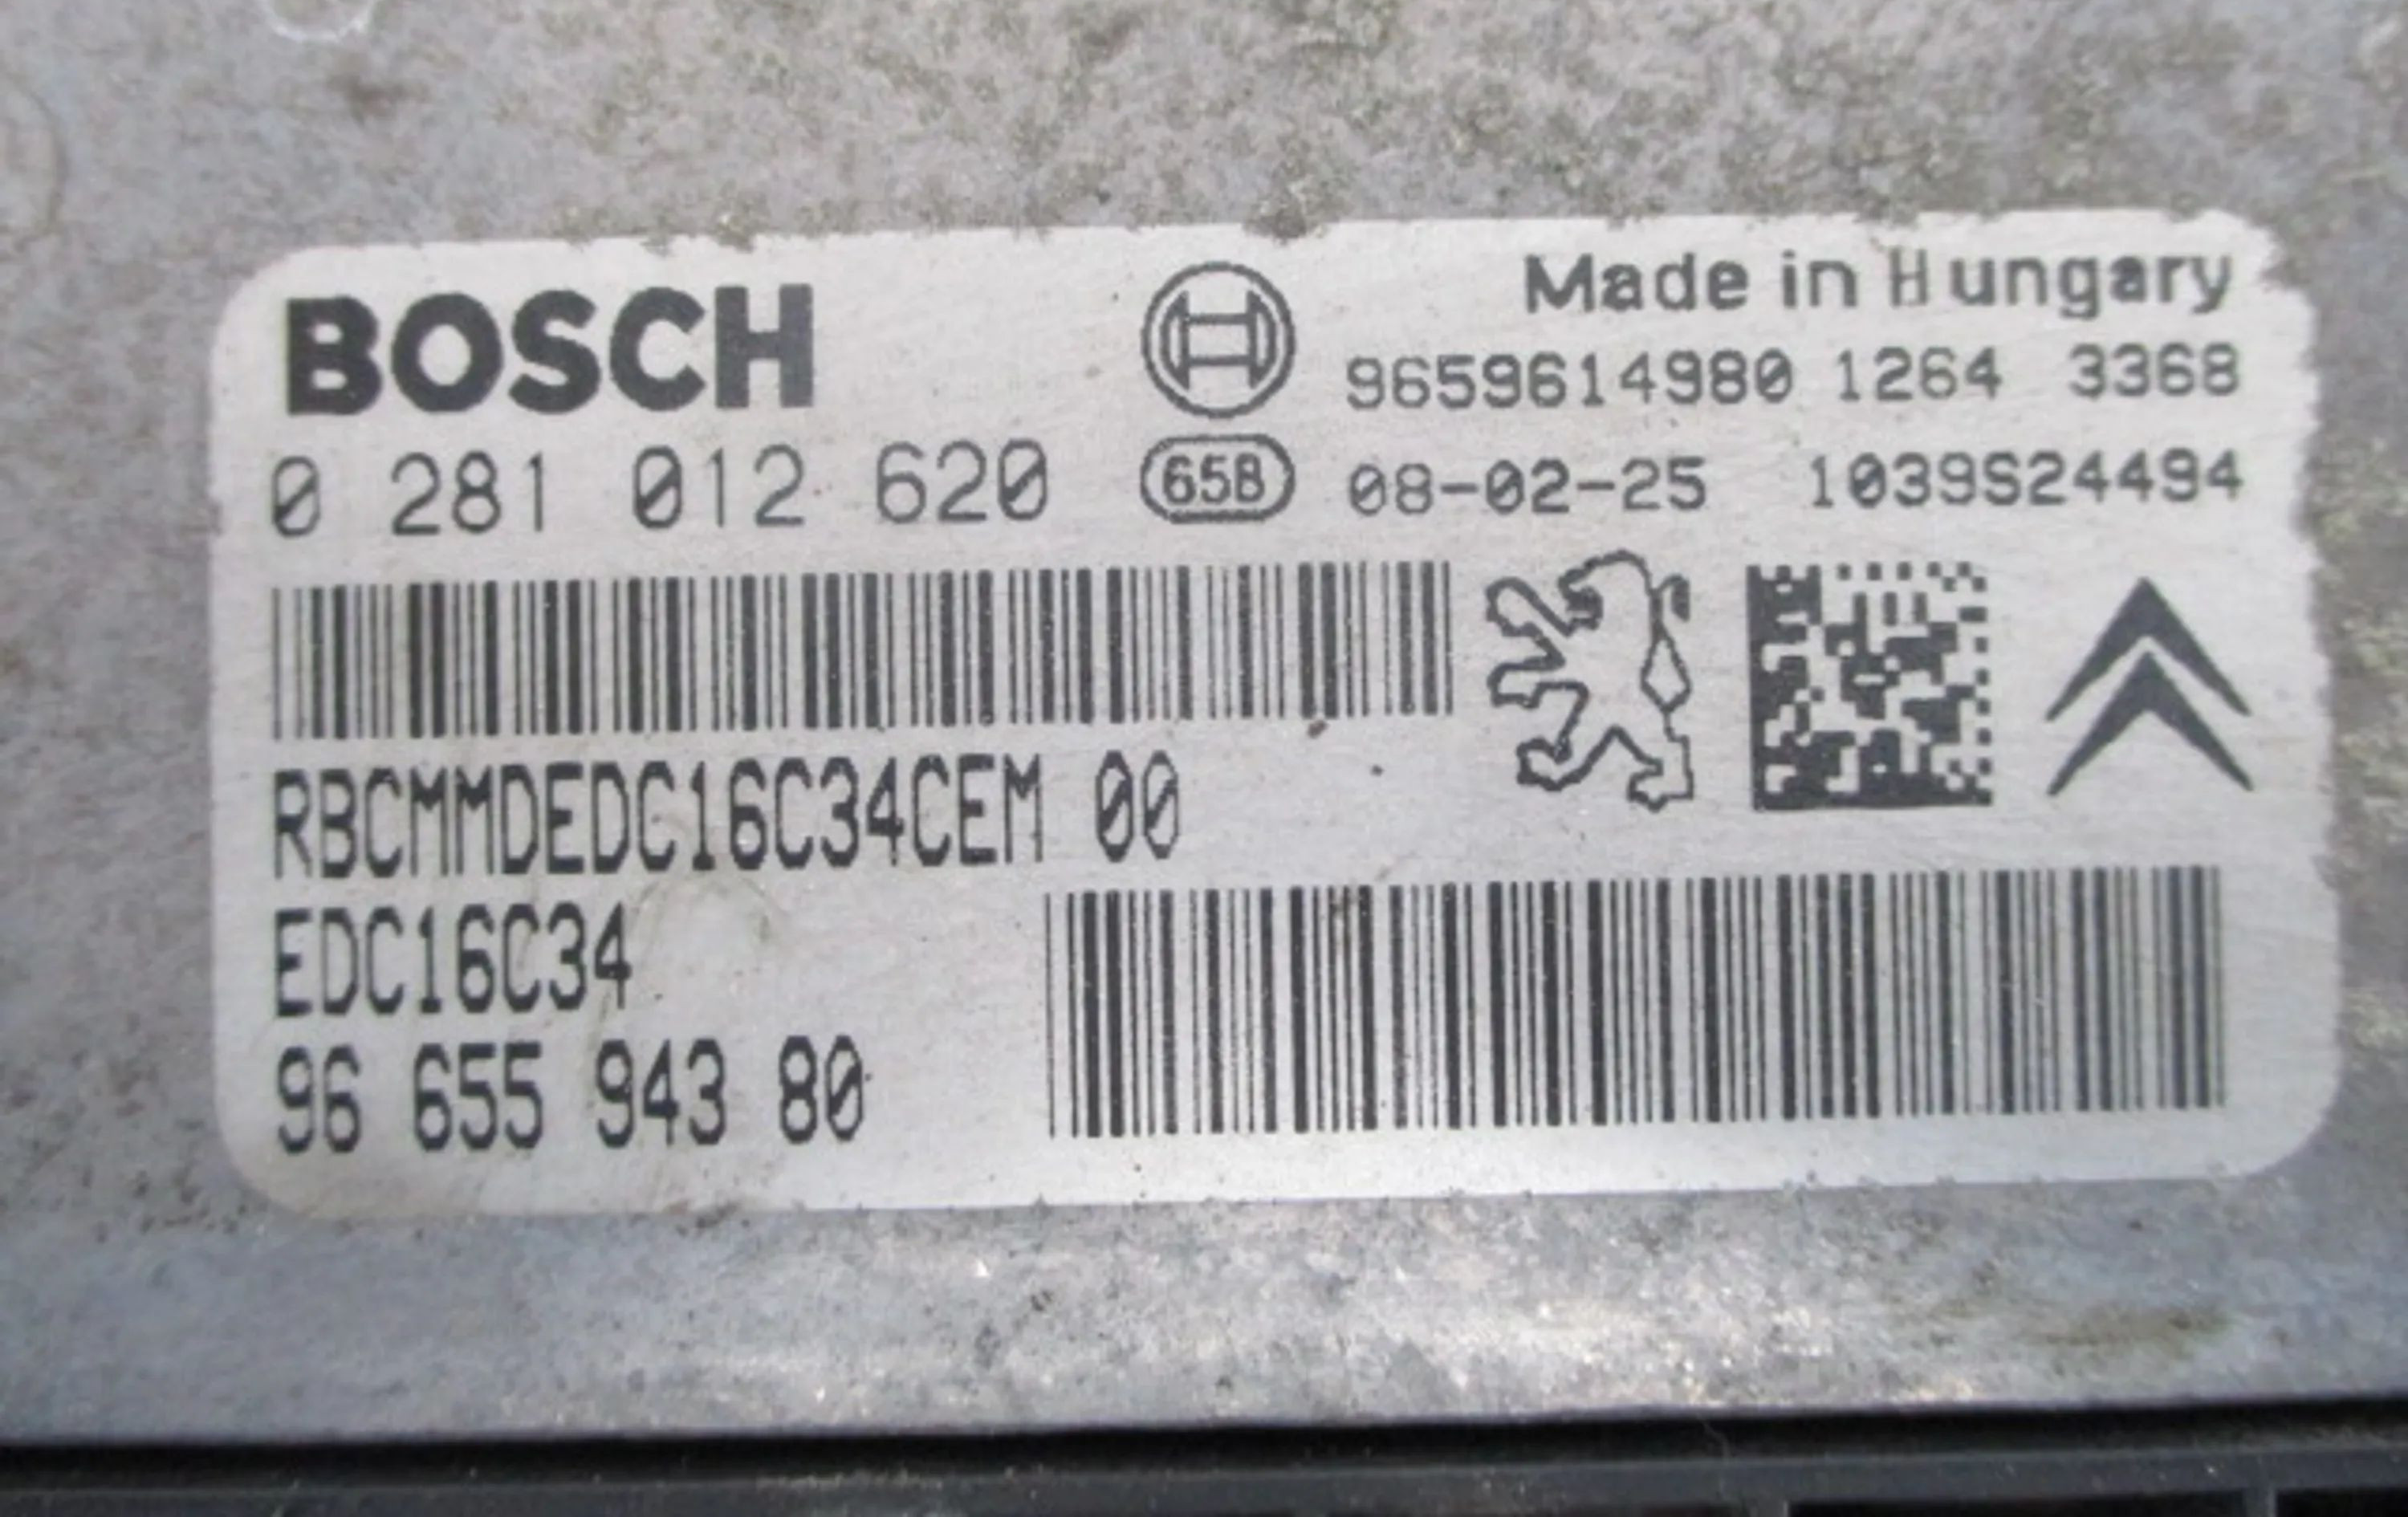 BOSCH
Made in Hungary
9659614980 1264 3368
0 281 012 620
65B
08-02-25 1039S24494
RBCMMDEDC16C34CEM 00
EDC16C34
96 655 943 80